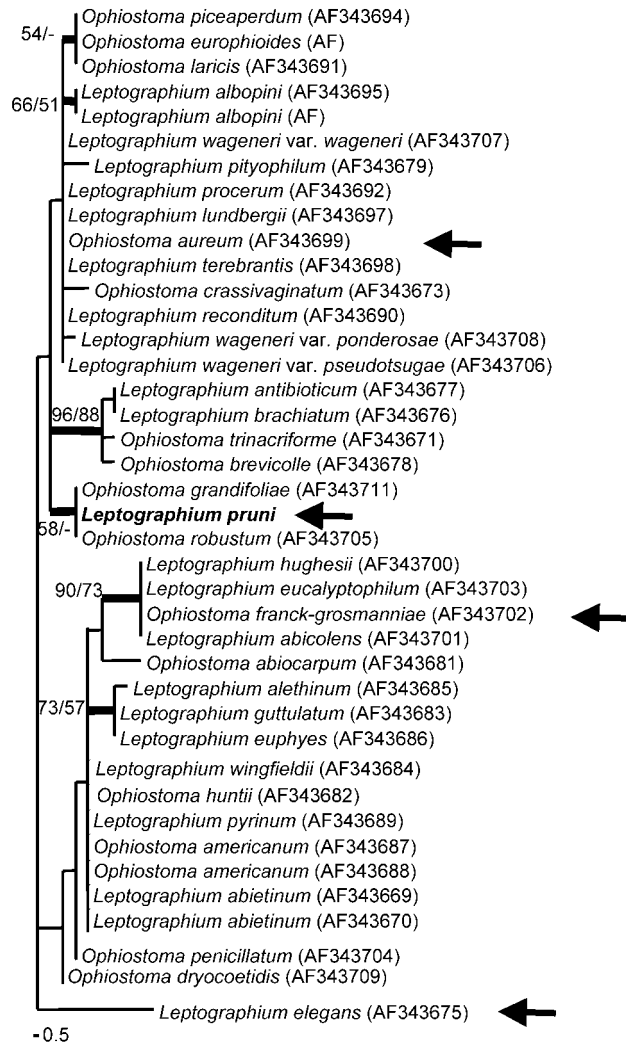 Ophiostoma piceaperdum (AF343694)
54/-
Ophiostoma europhioides (AF)
Ophiostoma laricis (AF343691)
Leptographium albopini (AF343695)
66/51
Leptographium albopini (AF)
Leptographium wageneri var. wageneri (AF343707)
Leptographium pityophilum (AF343679)
Leptographium procerum (AF343692)
Leptographium lundbergii (AF343697)
Ophiostoma aureum (AF343699)
Leptographium terebrantis (AF343698)
Ophiostoma crassivaginatum (AF343673)
Leptographium reconditum (AF343690)
Leptographium wageneri var. ponderosae (AF343708)
Leptographium wageneri var. pseudotsugae (AF343706)
Leptographium antibioticum (AF343677)
96/88
Leptographium brachiatum (AF343676)
Ophiostoma trinacriforme (AF343671)
Ophiostoma brevicolle (AF343678)
Ophiostoma grandifoliae (AF343711)
Leptographium pruni
58/-
Ophiostoma robustum (AF343705)
Leptographium hughesii (AF343700)
90/73
Leptographium eucalyptophilum (AF343703)
Ophiostoma franck-grosmanniae (AF343702)
Leptographium abicolens (AF343701)
Ophiostoma abiocarpum (AF343681)
Leptographium alethinum (AF343685)
73/57
Leptographium guttulatum (AF343683)
Leptographium euphyes (AF343686)
Leptographium wingfieldii (AF343684)
Ophiostoma huntii (AF343682)
Leptographium pyrinum (AF343689)
Ophiostoma americanum (AF343687)
Ophiostoma americanum (AF343688)
Leptographium abietinum (AF343669)
Leptographium abietinum (AF343670)
Ophiostoma penicillatum (AF343704)
Ophiostoma dryocoetidis (AF343709)
Leptographium elegans (AF343675)
- 0.5